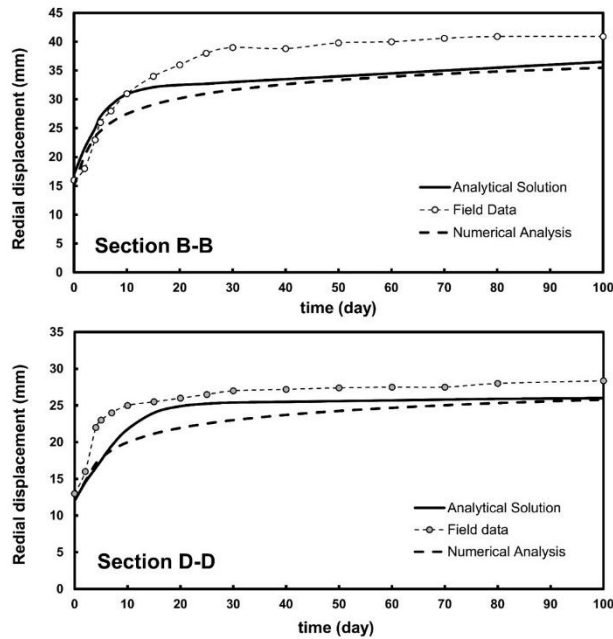 Redial displacement (mm)
45
40
35
30
25
20
15
10
5
0
Analytical Solution
Field Data
Numerical Analysis
Section B-B
0 10 20 30 40 50 60 70 80 90 100
time (day)
Redial displacement (mm)
35
30
25
20
15
10
5
0
Analytical Solution
Field data
Numerical Analysis
Section D-D
0 10 20 30 40 50 60 70 80 90 100
time (day)